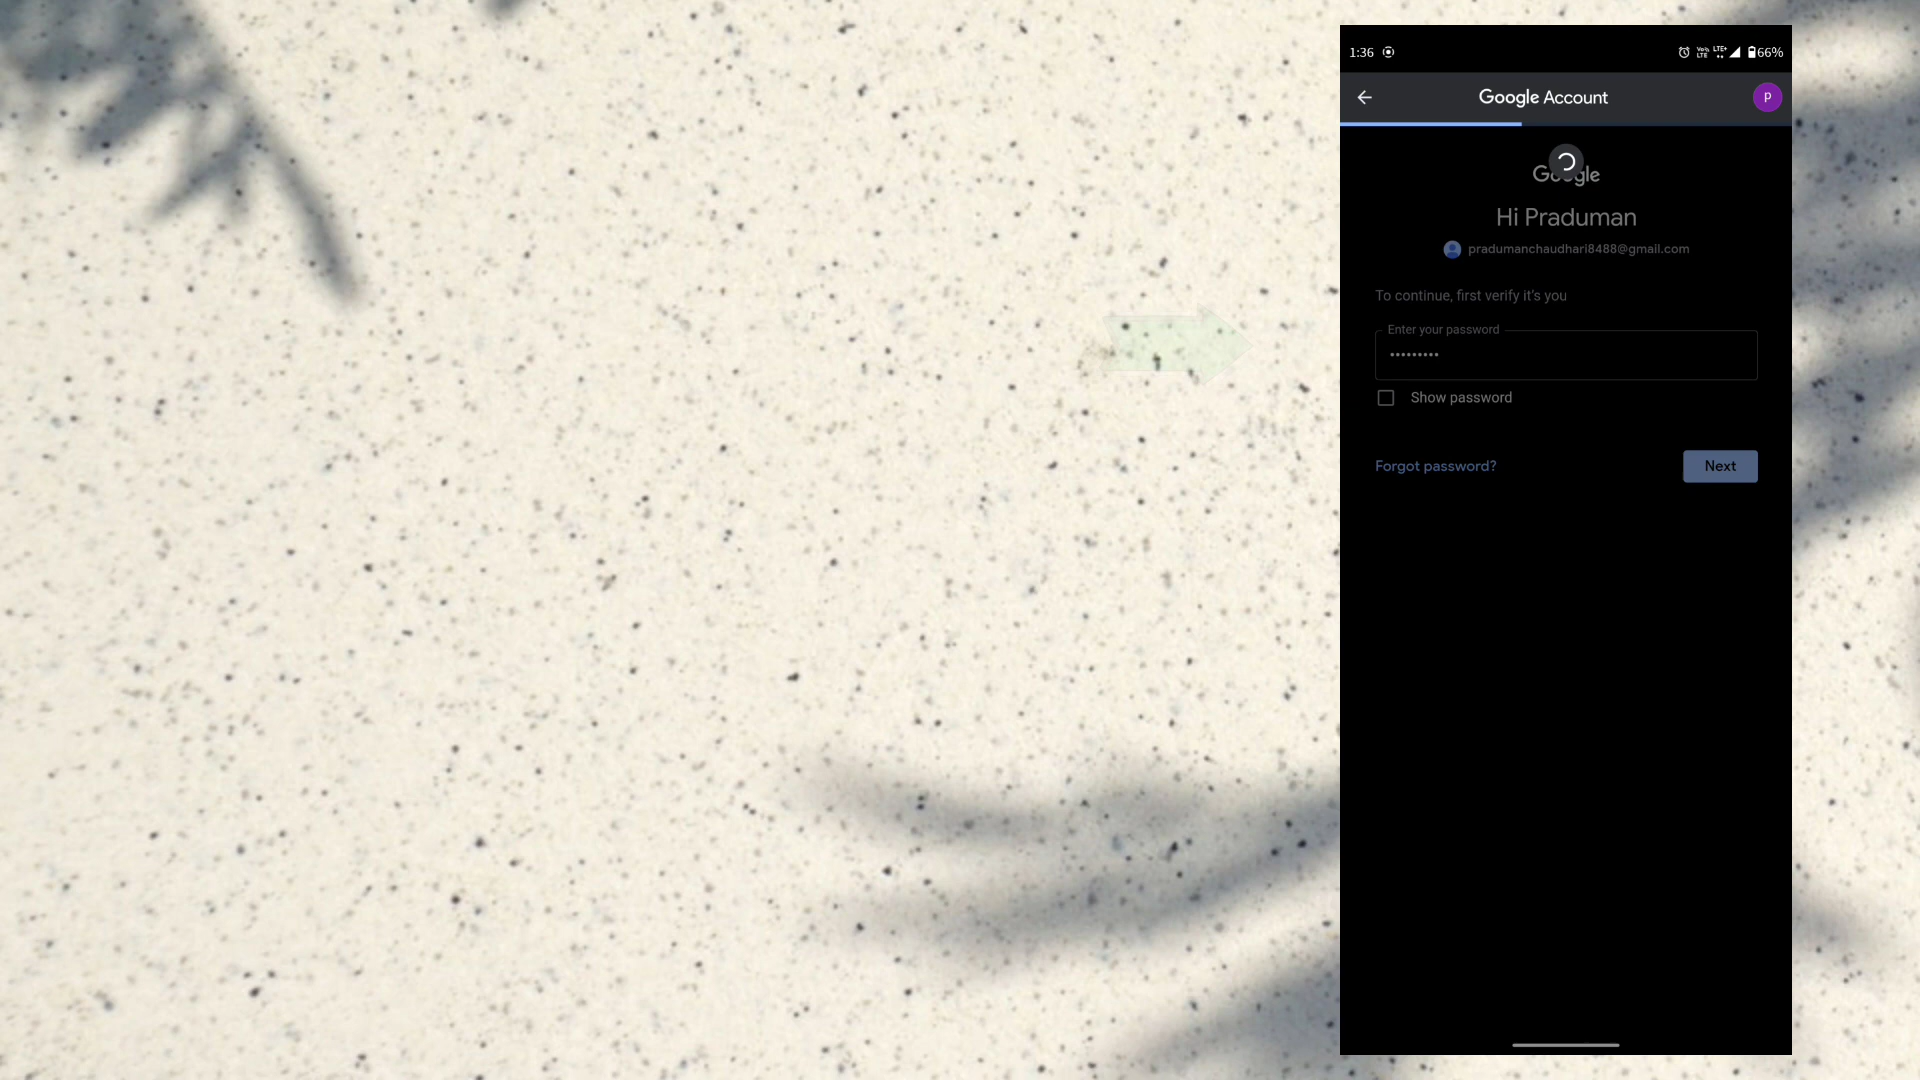 1:36 66%
Google Account P
Google
Hi Praduman
pradumanchaudhari8488@gmail.com
To continue, first verify it's you
Enter your password
•••••••••
Show password
Forgot password? Next